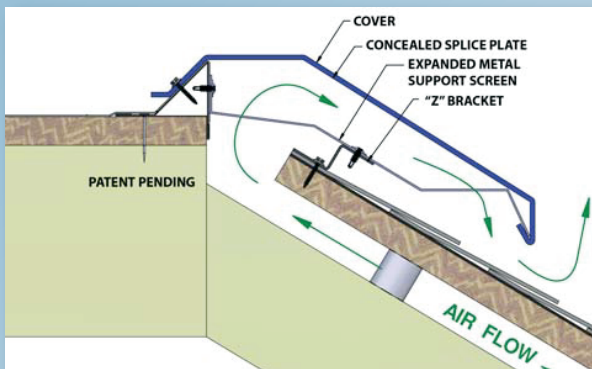 COVER
CONCEALED SPLICE PLATE
EXPANDED METAL
SUPPORT SCREEN
“Z” BRACKET
PATENT PENDING
AIR FLOW